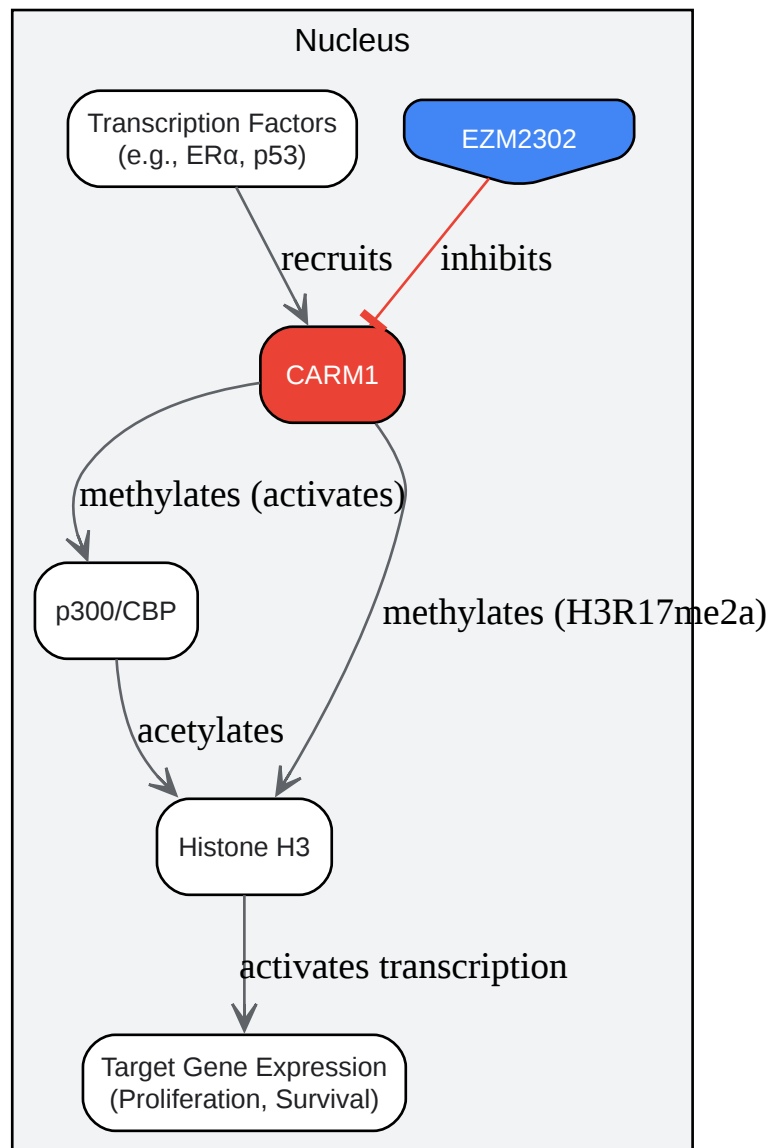 Nucleus
Transcription Factors
(e.g., ERα, p53)
EZM2302
recruits
inhibits
CARM1
methylates (activates)
p300/CBP
methylates (H3R17me2a)
acetylates
Histone H3
activates transcription
Target Gene Expression
(Proliferation, Survival)